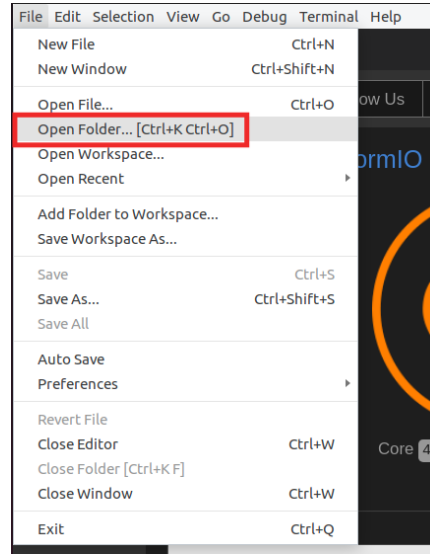 File Edit Selection View Go Debug Terminal Help
New File Ctrl+N
New Window Ctrl+Shift+N
Open File... Ctrl+O
ow Us
Open Folder... [Ctrl+K Ctrl+O]
Open Workspace...
ormIO
Open Recent
Add Folder to Workspace...
Save Workspace As...
Save Ctrl+S
Save As... Ctrl+Shift+S
Save All
Auto Save
Preferences
Revert File
Close Editor Ctrl+W
Core 4
Close Folder [Ctrl+K F]
Close Window Ctrl+W
Exit Ctrl+Q